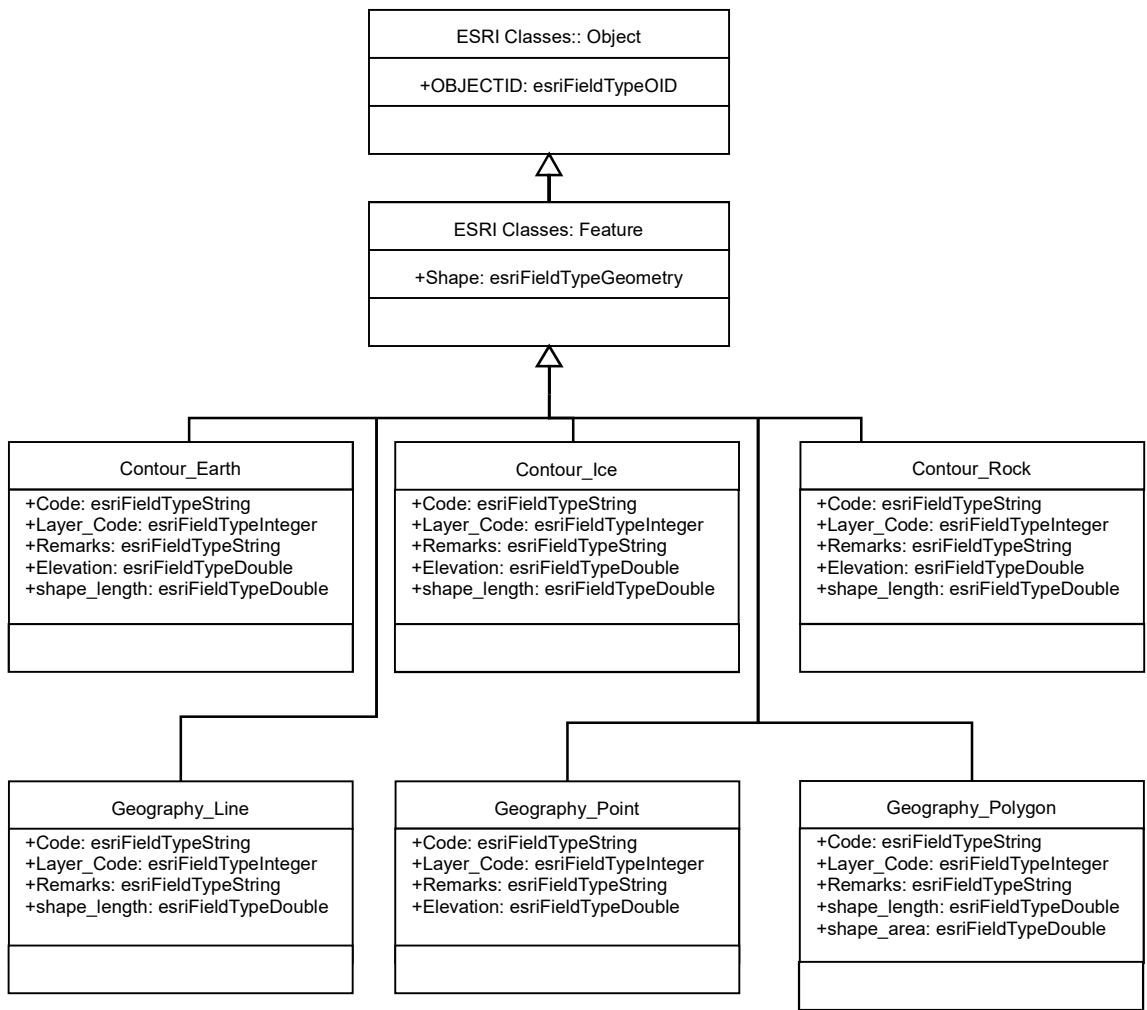 ESRI Classes:: Object
+OBJECTID: esriFieldTypeOID
ESRI Classes: Feature
+Shape: esriFieldTypeGeometry
Contour_Earth
+Code: esriFieldTypeString
+Layer_Code: esriFieldTypeInteger
+Remarks: esriFieldTypeString
+Elevation: esriFieldTypeDouble
+shape_length: esriFieldTypeDouble
Contour_Ice
+Code: esriFieldTypeString
+Layer_Code: esriFieldTypeInteger
+Remarks: esriFieldTypeString
+Elevation: esriFieldTypeDouble
+shape_length: esriFieldTypeDouble
Contour_Rock
+Code: esriFieldTypeString
+Layer_Code: esriFieldTypeInteger
+Remarks: esriFieldTypeString
+Elevation: esriFieldTypeDouble
+shape_length: esriFieldTypeDouble
Geography_Line
+Code: esriFieldTypeString
+Layer_Code: esriFieldTypeInteger
+Remarks: esriFieldTypeString
+shape_length: esriFieldTypeDouble
Geography_Point
+Code: esriFieldTypeString
+Layer_Code: esriFieldTypeInteger
+Remarks: esriFieldTypeString
+Elevation: esriFieldTypeDouble
Geography_Polygon
+Code: esriFieldTypeString
+Layer_Code: esriFieldTypeInteger
+Remarks: esriFieldTypeString
+shape_length: esriFieldTypeDouble
+shape_area: esriFieldTypeDouble